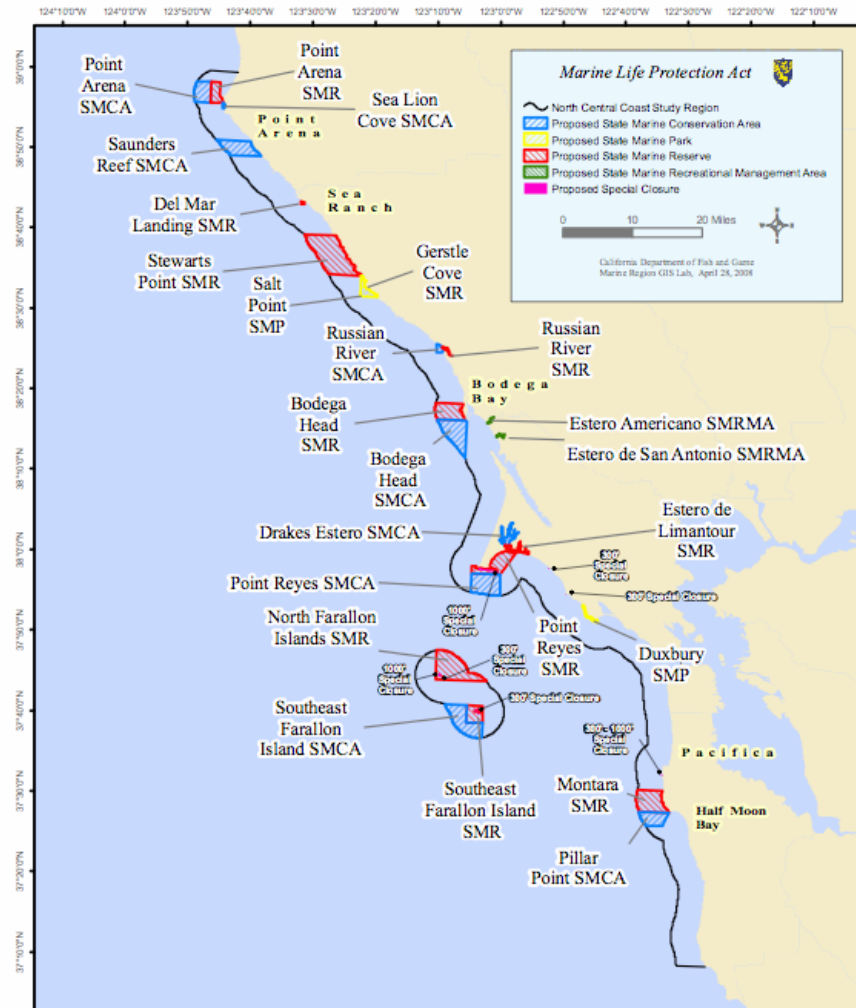 124°10'0"W 124°0'0"W 123°50'0"W 123°40'0"W 123°30'0"W 123°20'0"W 123°10'0"W 123°0'0"W 122°50'0"W 122°40'0"W 122°30'0"W 122°20'0"W 122°10'0"W
39°0'0"N
38°50'0"N
38°40'0"N
38°30'0"N
38°20'0"N
38°10'0"N
38°0'0"N
37°50'0"N
37°40'0"N
37°30'0"N
37°20'0"N
37°10'0"N
Marine Life Protection Act
North Central Coast Study Region
Proposed State Marine Conservation Area
Proposed State Marine Park
Proposed State Marine Reserve
Proposed State Marine Recreational Management Area
Proposed Special Closure
0 10 20 Miles
California Department of Fish and Game
Marine Region GIS Lab, April 28, 2008
Point
Arena
SMCA
Point
Arena
SMR
Sea Lion
Cove SMCA
Point
Arena
Saunders
Reef SMCA
Sea
Ranch
Del Mar
Landing SMR
Stewarts
Point SMR
Gerstle
Cove
SMR
Salt
Point
SMP
Russian
River
SMCA
Russian
River
SMR
Bodega
Bay
Bodega
Head
SMR
Estero Americano SMRMA
Estero de San Antonio SMRMA
Bodega
Head
SMCA
Drakes Estero SMCA
Estero de
Limantour
SMR
300'
Special
Closure
300' Special Closure
Point Reyes SMCA
1000'
Special
Closure
North Farallon
Islands SMR
Point
Reyes
SMR
Duxbury
SMP
1000'
Special
Closure
300'
Special
Closure
300' Special Closure
Southeast
Farallon
Island SMCA
Southeast
Farallon Island
SMR
300' - 1000'
Special
Closure
Pacifica
Montara
SMR
Half Moon
Bay
Pillar
Point SMCA